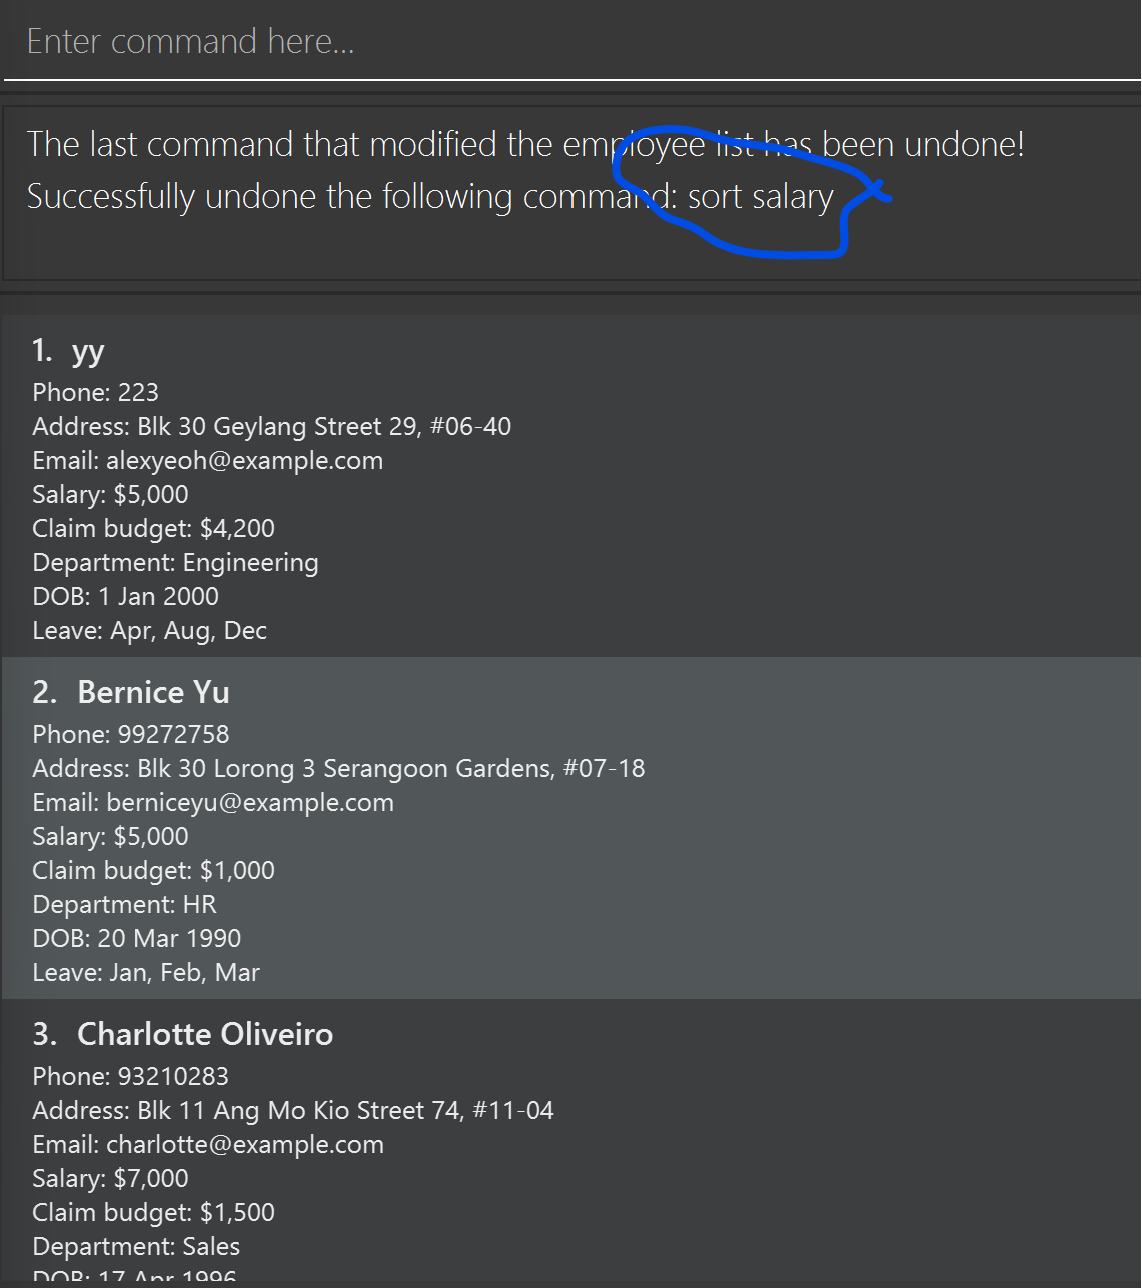 Enter command here...
The last command that modified the employee list has been undone!
Successfully undone the following command: sort salary
1. yy
Phone: 223
Address: Blk 30 Geylang Street 29, #06-40
Email: alexyeoh@example.com
Salary: $5,000
Claim budget: $4,200
Department: Engineering
DOB: 1 Jan 2000
Leave: Apr, Aug, Dec
2. Bernice Yu
Phone: 99272758
Address: Blk 30 Lorong 3 Serangoon Gardens, #07-18
Email: berniceyu@example.com
Salary: $5,000
Claim budget: $1,000
Department: HR
DOB: 20 Mar 1990
Leave: Jan, Feb, Mar
3. Charlotte Oliveiro
Phone: 93210283
Address: Blk 11 Ang Mo Kio Street 74, #11-04
Email: charlotte@example.com
Salary: $7,000
Claim budget: $1,500
Department: Sales
DOB: 17 Apr 1996